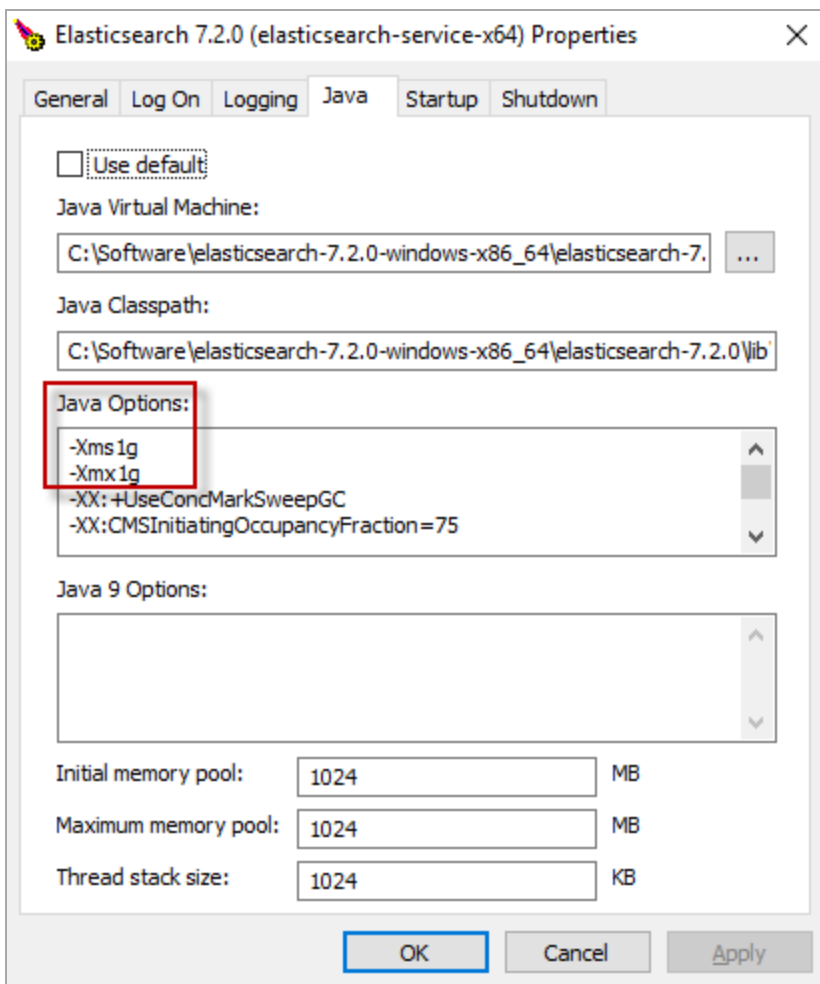 Elasticsearch 7.2.0 (elasticsearch-service-x64) Properties
General Log On Logging Java Startup Shutdown
Use default
Java Virtual Machine:
C:\Software\elasticsearch-7.2.0-windows-x86_64\elasticsearch-7. ...
Java Classpath:
C:\Software\elasticsearch-7.2.0-windows-x86_64\elasticsearch-7.2.0\lib\
Java Options:
-Xms1g
-Xmx1g
-XX:+UseConcMarkSweepGC
-XX:CMSInitiatingOccupancyFraction=75
Java 9 Options:
Initial memory pool: 1024 MB
Maximum memory pool: 1024 MB
Thread stack size: 1024 KB
OK Cancel Apply